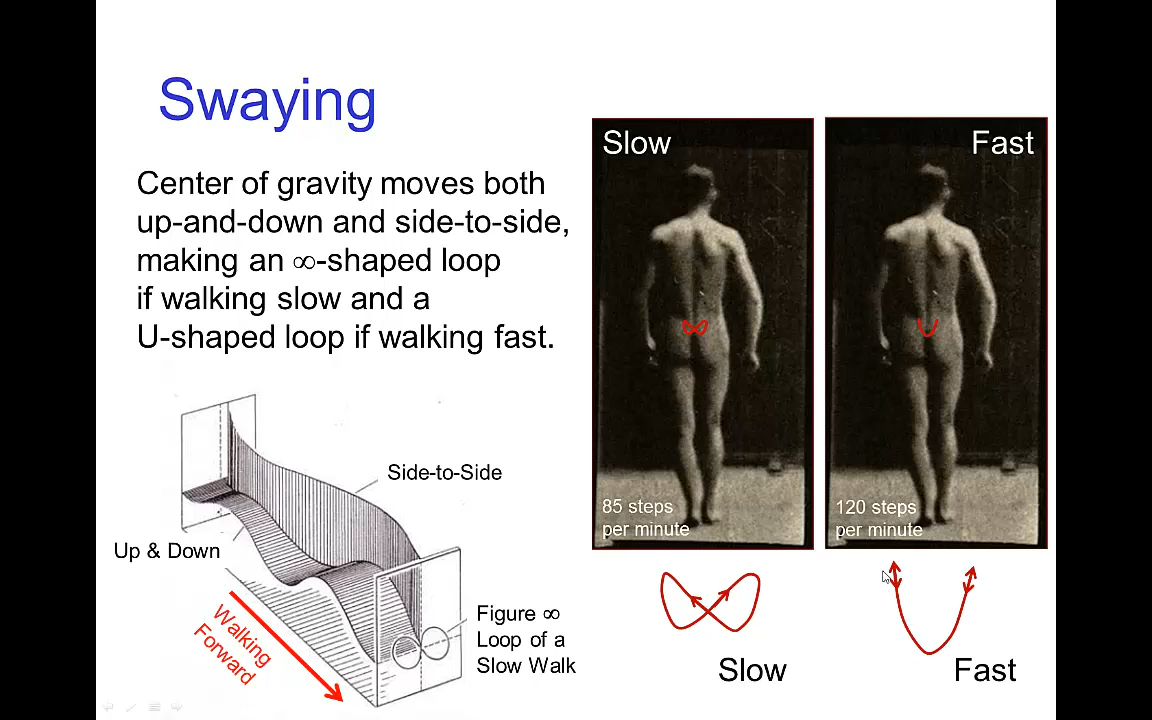 Swaying
Center of gravity moves both
up-and-down and side-to-side,
making an ∞-shaped loop
if walking slow and a
U-shaped loop if walking fast.
Slow
85 steps
per minute
Fast
120 steps
per minute
Side-to-Side
Up & Down
Walking
Forward
Figure ∞
Loop of a
Slow Walk
Slow
Fast